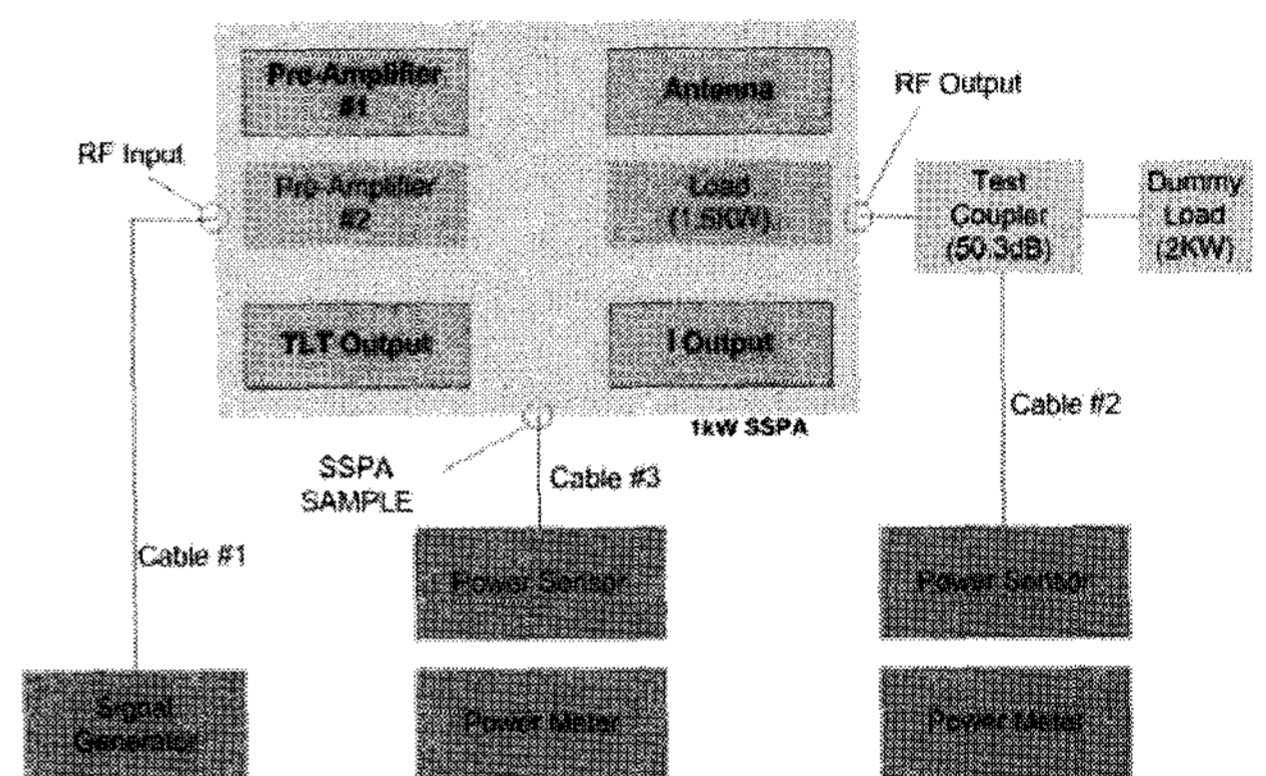 Pre-Amplifier
#1
Antenna
RF Output
RF Input
Pre-Amplifier
#2
Load
(1.5KW)
Test
Coupler
(50.3dB)
Dummy
Load
(2KW)
TLT Output
I Output
1kW SSPA
Cable #2
SSPA
SAMPLE
Cable #3
Cable #1
Power Sensor
Power Sensor
Signal
Generator
Power Meter
Power Meter